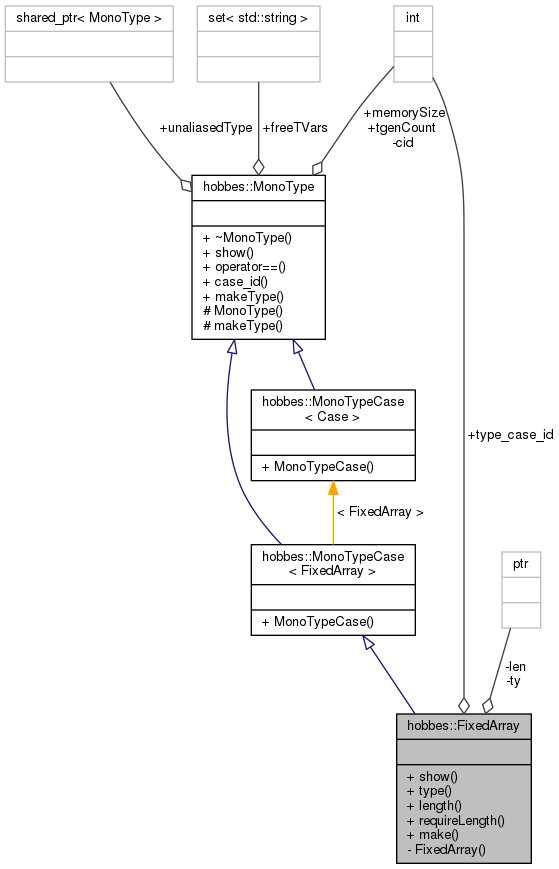 shared_ptr< MonoType >
set< std::string >
int
+unaliasedType
+freeTVars
+memorySize
+tgenCount
-cid
hobbes::MonoType
+ ~MonoType()
+ show()
+ operator==()
+ case_id()
+ makeType()
# MonoType()
# makeType()
hobbes::MonoTypeCase
< Case >
+ MonoTypeCase()
+type_case_id
< FixedArray >
hobbes::MonoTypeCase
< FixedArray >
+ MonoTypeCase()
ptr
-len
-ty
hobbes::FixedArray
+ show()
+ type()
+ length()
+ requireLength()
+ make()
- FixedArray()